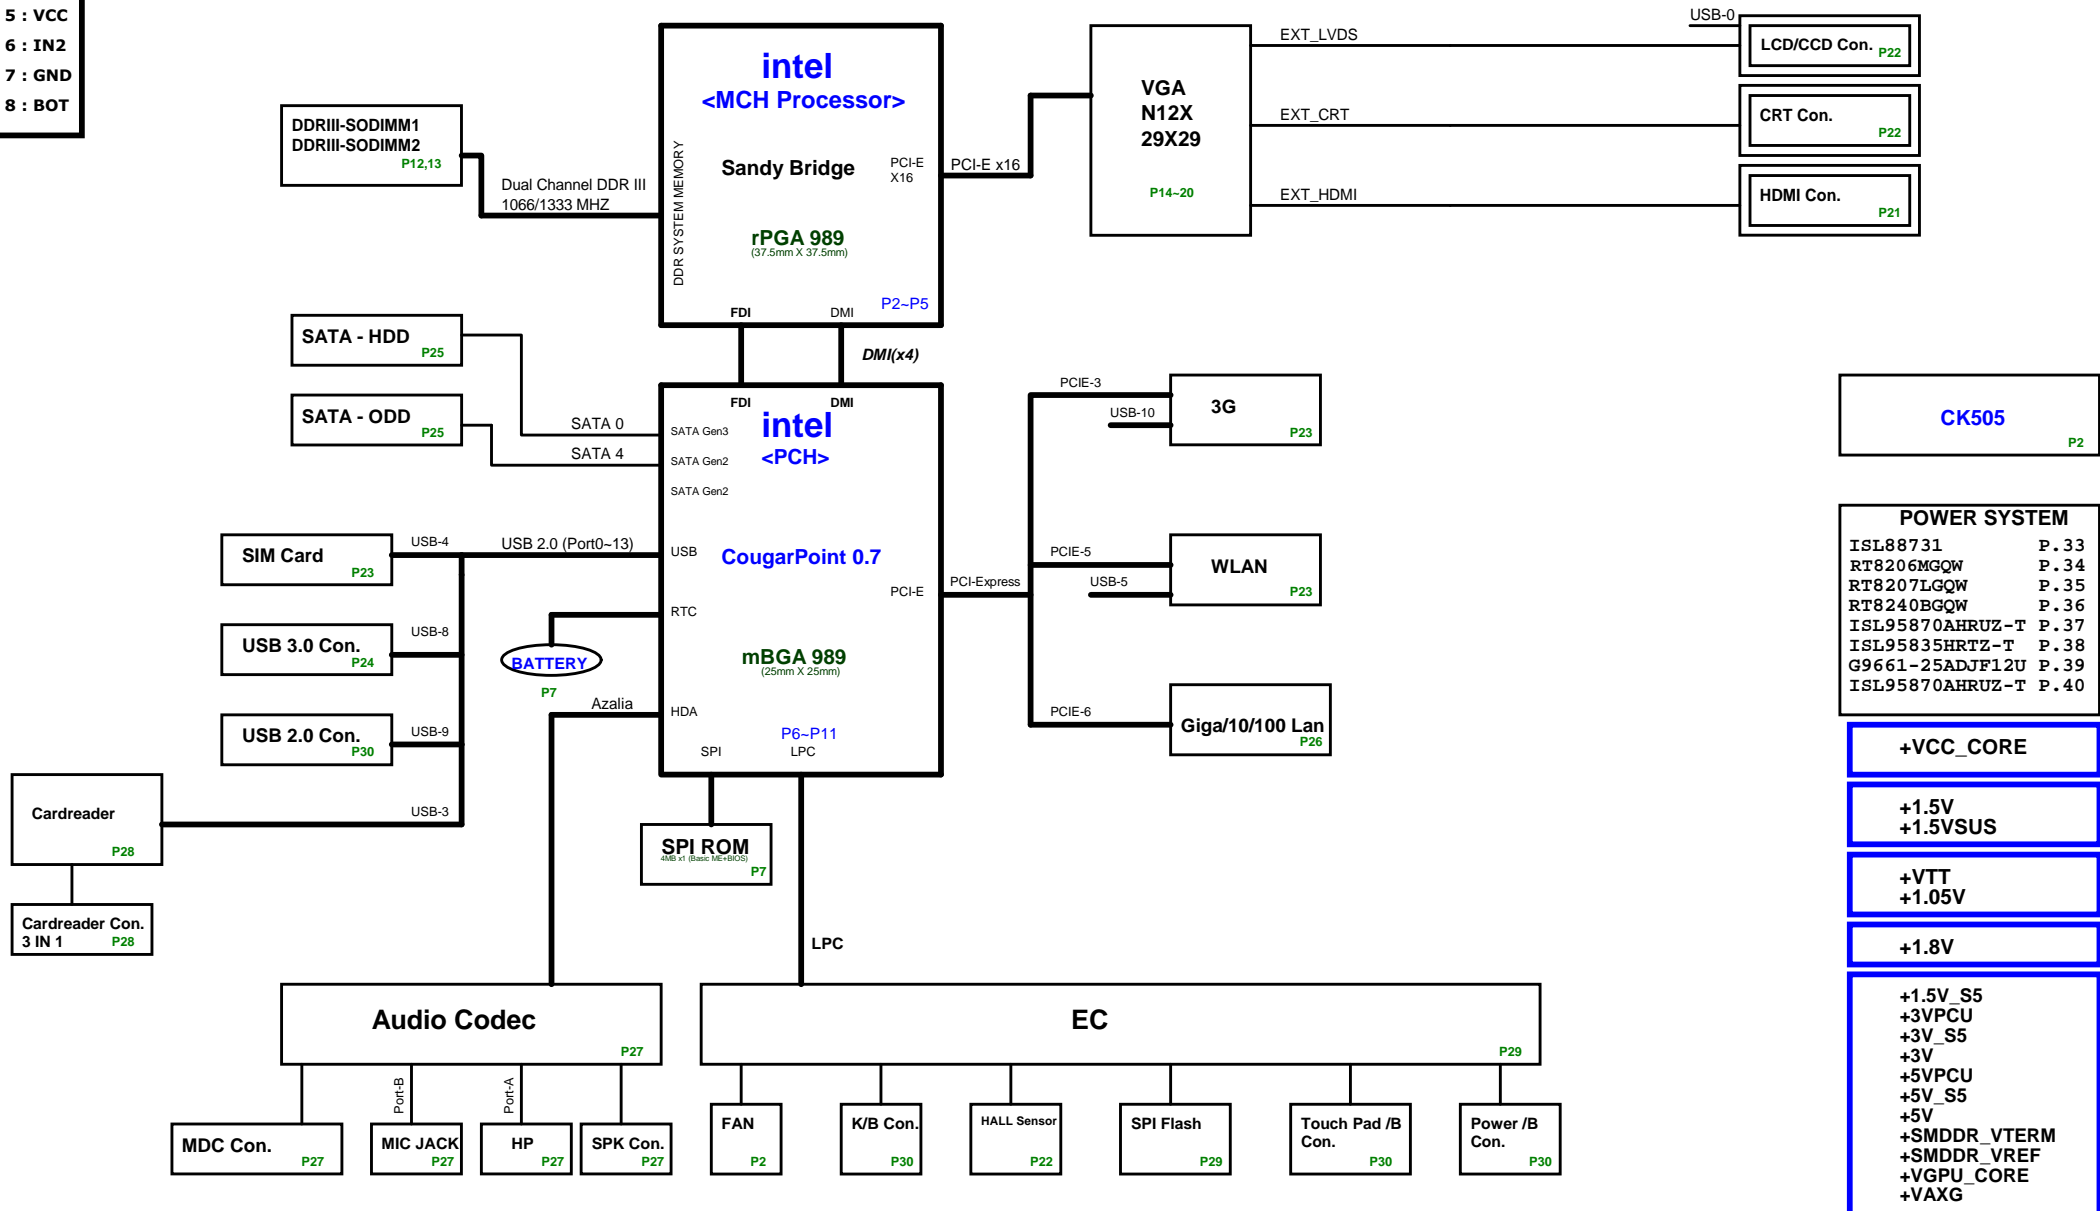 5 : VCC
6 : IN2
7 : GND
8 : BOT
DDRIII-SODIMM1
DDRIII-SODIMM2
P12,13
Dual Channel DDR III
1066/1333 MHZ
DDR SYSTEM MEMORY
intel
<MCH Processor>
Sandy Bridge
PCI-E
X16
rPGA 989
(37.5mm X 37.5mm)
P2~P5
FDI
DMI
PCI-E x16
VGA
N12X
29X29
P14~20
EXT_LVDS
EXT_CRT
EXT_HDMI
USB-0
LCD/CCD Con.
P22
CRT Con.
P22
HDMI Con.
P21
DMI(x4)
SATA - HDD
P25
SATA - ODD
P25
SATA 0
SATA 4
FDI
DMI
intel
<PCH>
SATA Gen3
SATA Gen2
SATA Gen2
USB
CougarPoint 0.7
PCI-E
RTC
mBGA 989
(25mm X 25mm)
HDA
P6~P11
SPI
LPC
SIM Card
P23
USB-4
USB 2.0 (Port0~13)
USB 3.0 Con.
P24
USB-8
BATTERY
P7
Azalia
USB 2.0 Con.
P30
USB-9
Cardreader
P28
USB-3
Cardreader Con.
3 IN 1
P28
SPI ROM
4MB x1 (Basic ME+BIOS)
P7
LPC
PCI-Express
PCIE-3
USB-10
3G
P23
PCIE-5
USB-5
WLAN
P23
PCIE-6
Giga/10/100 Lan
P26
CK505
P2
POWER SYSTEM
ISL88731 P.33
RT8206MGQW P.34
RT8207LGQW P.35
RT8240BGQW P.36
ISL95870AHRUZ-T P.37
ISL95835HRTZ-T P.38
G9661-25ADJF12U P.39
ISL95870AHRUZ-T P.40
+VCC_CORE
+1.5V
+1.5VSUS
+VTT
+1.05V
+1.8V
+1.5V_S5
+3VPCU
+3V_S5
+3V
+5VPCU
+5V_S5
+5V
+SMDDR_VTERM
+SMDDR_VREF
+VGPU_CORE
+VAXG
Audio Codec
P27
Port-B
Port-A
MDC Con.
P27
MIC JACK
P27
HP
P27
SPK Con.
P27
EC
P29
FAN
P2
K/B Con.
P30
HALL Sensor
P22
SPI Flash
P29
Touch Pad /B
Con.
P30
Power /B
Con.
P30